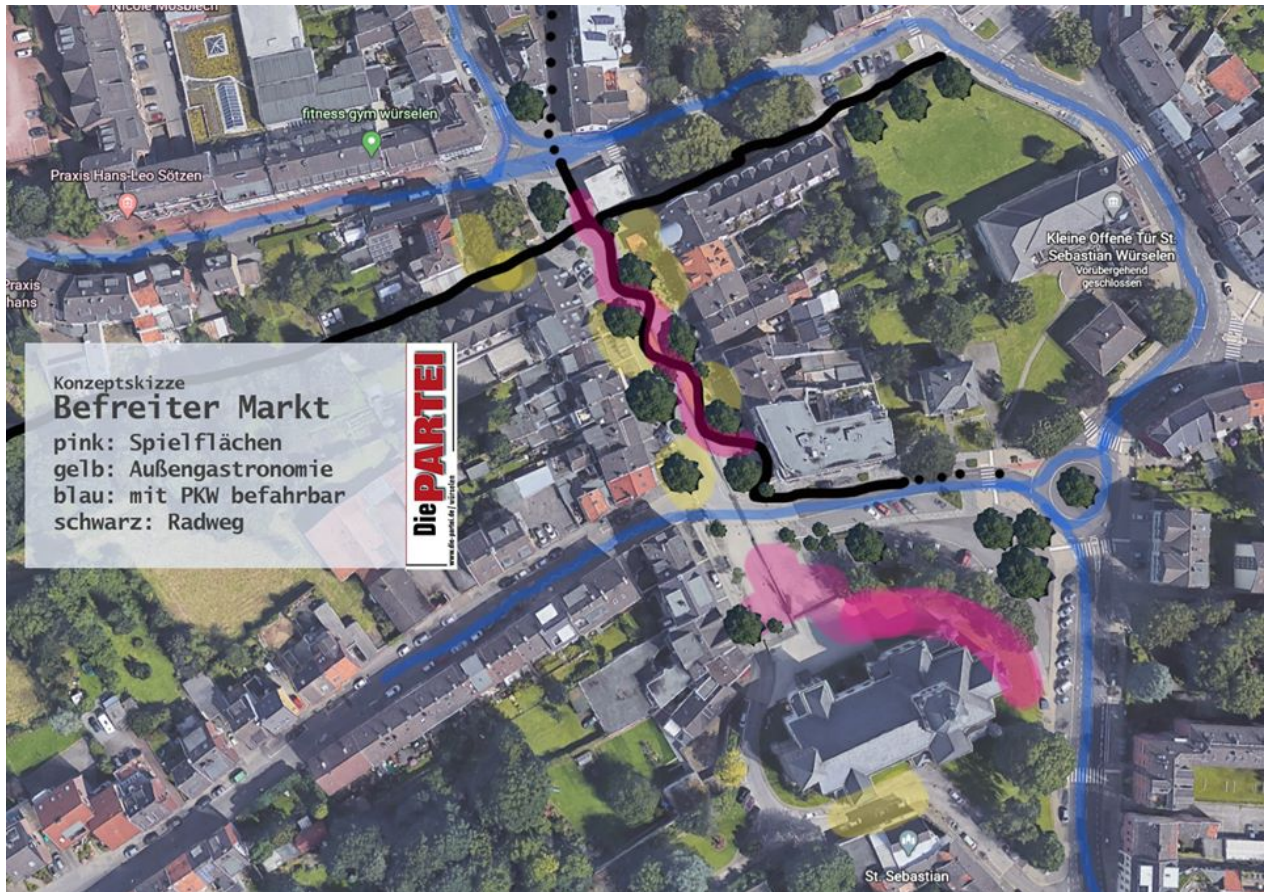 Nicole Mosblech
fitness gym würselen
Praxis Hans-Leo Sötzen
Praxis
hans
Kleine Offene Tür St.
Sebastian Würselen
Vorübergehend
geschlossen
Konzeptskizze
Befreiter Markt
pink: Spielflächen
gelb: Außengastronomie
blau: mit PKW befahrbar
schwarz: Radweg
Die PARTEI
www.die-partei.de/würselen
St. Sebastian